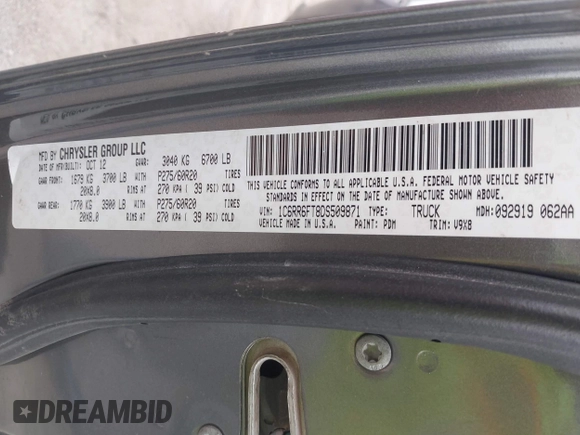 MFD BY CHRYSLER GROUP LLC
DATE OF MFR(BUILT): OCT 12 GVWR: 3040 KG 6700 LB
GAWR FRONT: 1679 KG 3700 LB WITH P275/60R20 TIRES
20X8.0 RIMS AT 270 KPA ( 39 PSI) COLD
GAWR REAR: 1770 KG 3900 LB WITH P275/60R20 TIRES
20X8.0 RIMS AT 270 KPA ( 39 PSI) COLD
THIS VEHICLE CONFORMS TO ALL APPLICABLE U.S.A. FEDERAL MOTOR VEHICLE SAFETY
STANDARDS IN EFFECT ON THE DATE OF MANUFACTURE SHOWN ABOVE.
VIN: 1C6RR6FT8DS509871 TYPE: TRUCK MDH: 092919 062AA
VEHICLE MADE IN U.S.A. PAINT: PDM TRIM: V9X8
DREAMBID